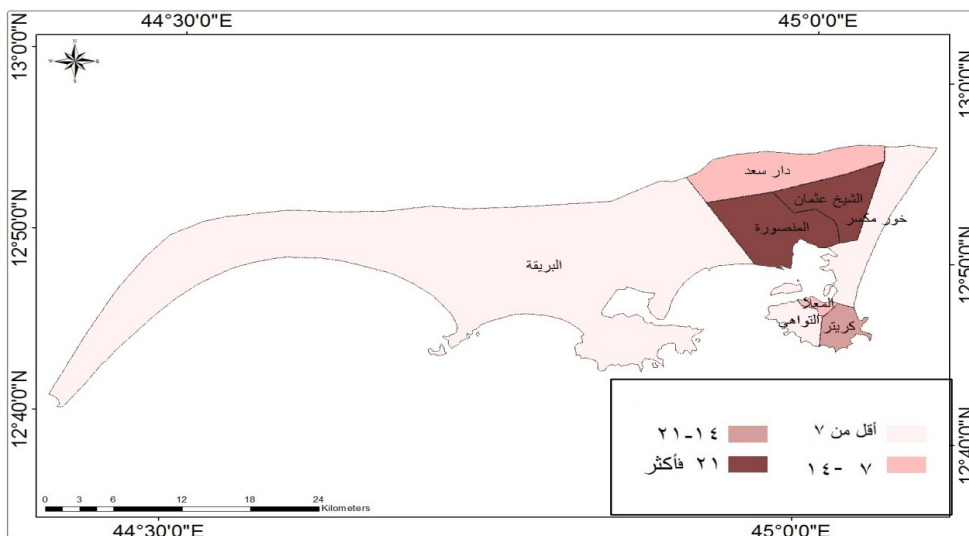 44°30'0"E 45°0'0"E
13°0'0"N
13°0'0"N
دار سعد
الشيخ عثمان
خور مكسر
المنصورة
12°50'0"N
12°50'0"N
البريقة
المعلا
التواهي
كريتر
12°40'0"N
12°40'0"N
أقل من ٧
١٤-٢١
٧ -١٤
٢١ فأكثر
0 3 6 12 18 24
Kilometers
44°30'0"E 45°0'0"E